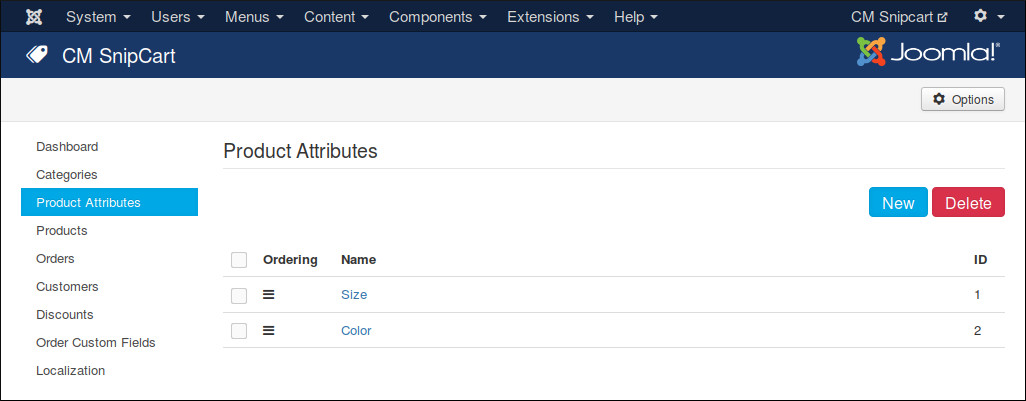 System Users Menus Content Components Extensions Help CM Snipcart
CM SnipCart Joomla!®
Options
Dashboard
Categories
Product Attributes
Products
Orders
Customers
Discounts
Order Custom Fields
Localization
Product Attributes
New Delete
Ordering Name ID
Size 1
Color 2